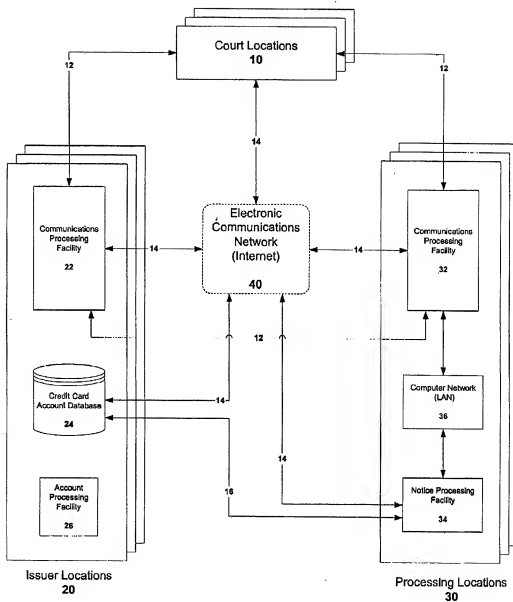 Court Locations
10
12
12
14
Electronic
Communications
Network
(Internet)
40
Communications
Processing
Facility
22
14
14
Communications
Processing
Facility
32
12
Credit Card
Account Database
24
14
Computer Network
(LAN)
36
14
16
Account
Processing
Facility
26
Notice Processing
Facility
34
Issuer Locations
20
Processing Locations
30